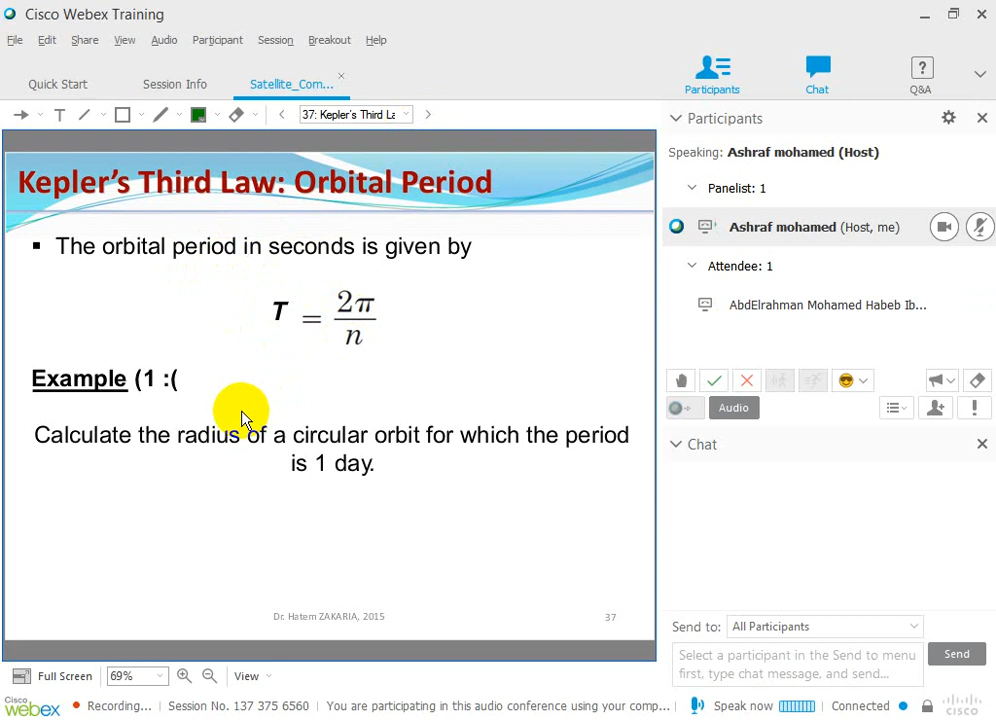 Cisco Webex Training
File Edit Share View Audio Participant Session Breakout Help
Quick Start Session Info Satellite_Com...
Participants Chat ? Q&A
T 37: Kepler's Third La
Participants
Speaking: Ashraf mohamed (Host)
Panelist: 1
Ashraf mohamed (Host, me)
Attendee: 1
AbdElrahman Mohamed Habeb Ib...
Audio
Chat
Kepler's Third Law: Orbital Period
▪ The orbital period in seconds is given by
T = 2π/n
Example (1 :(
Calculate the radius of a circular orbit for which the period
is 1 day.
Dr. Hatem ZAKARIA, 2015 37
Send to: All Participants
Select a participant in the Send to menu
first, type chat message, and send...
Send
Full Screen 69% View
Cisco webex Recording... Session No. 137 375 6560 You are participating in this audio conference using your comp... Speak now Connected cisco